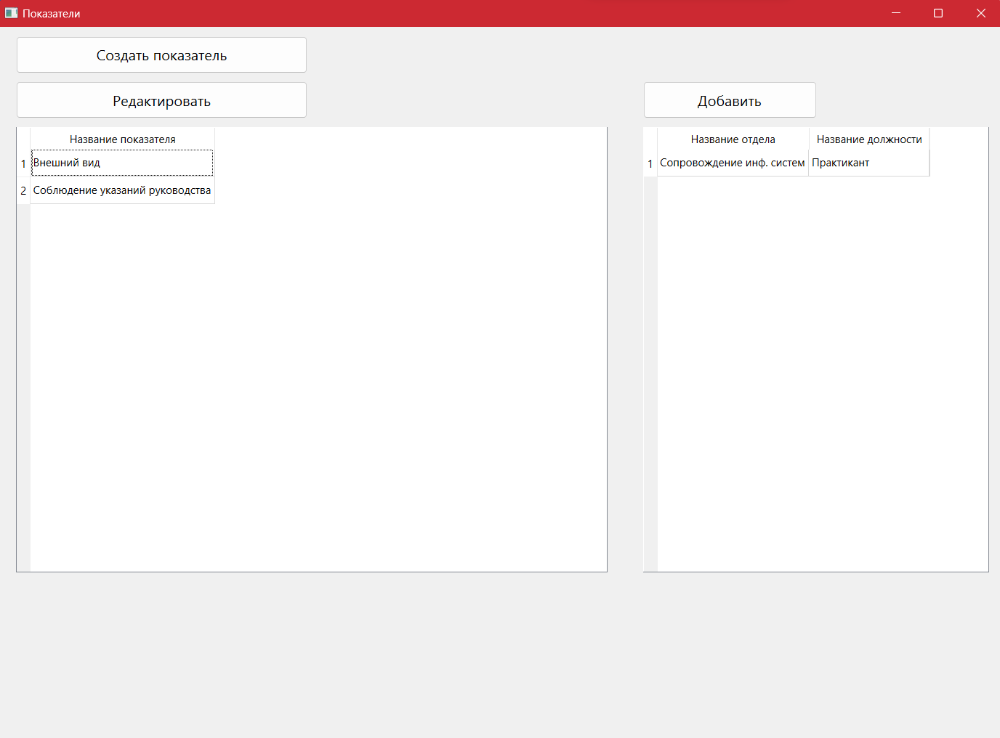 Показатели
Создать показатель
Редактировать
Добавить
Название показателя
1 Внешний вид
2 Соблюдение указаний руководства
Название отдела Название должности
1 Сопровождение инф. систем Практикант